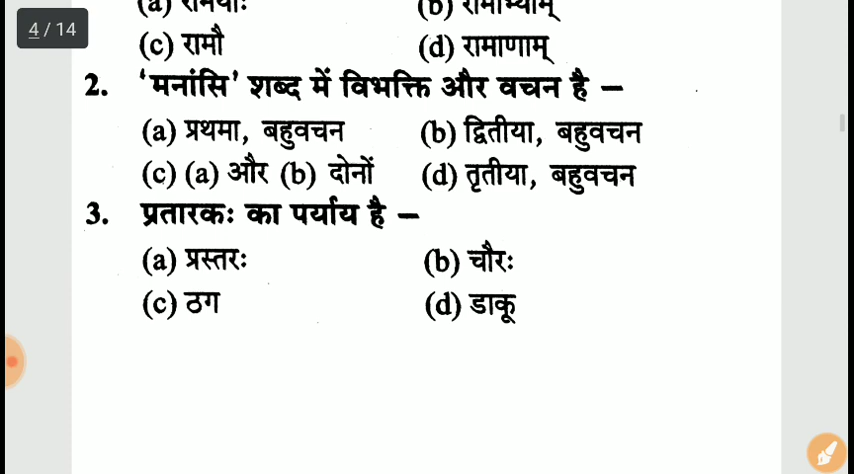 4 / 14
(c) रामौ (d) रामाणाम्
2. 'मनांसि' शब्द में विभक्ति और वचन है –
(a) प्रथमा, बहुवचन (b) द्वितीया, बहुवचन
(c) (a) और (b) दोनों (d) तृतीया, बहुवचन
3. प्रतारकः का पर्याय है –
(a) प्रस्तरः (b) चौरः
(c) ठग (d) डाकू